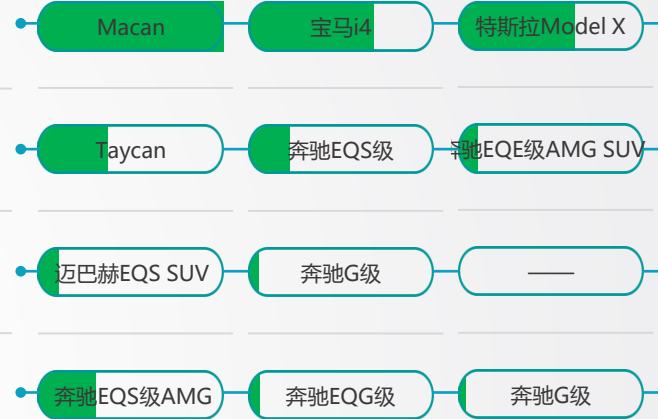 Macan
宝马i4
特斯拉Model X
Taycan
奔驰EQS级
奔驰EQE级AMG SUV
迈巴赫EQS SUV
奔驰G级
——
奔驰EQS级AMG
奔驰EQG级
奔驰G级